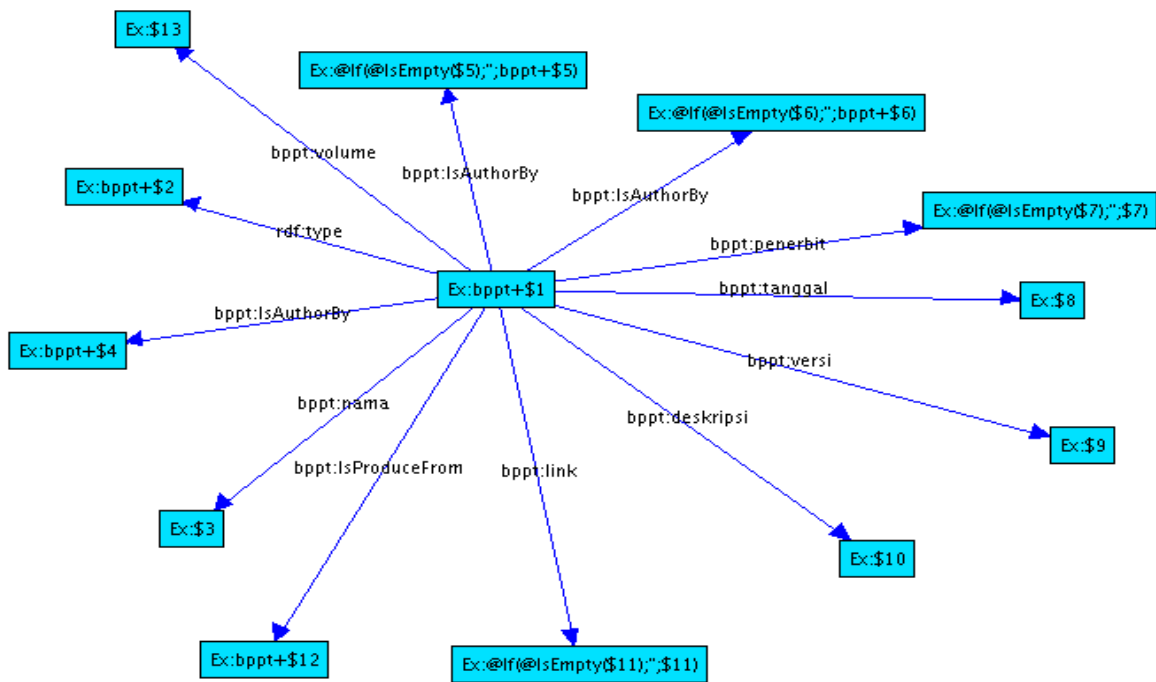 Ex:$13
Ex:@If(@IsEmpty($5);";bppt+$5)
Ex:@If(@IsEmpty($6);";bppt+$6)
bppt:volume
bppt:IsAuthorBy
bppt:IsAuthorBy
Ex:bppt+$2
Ex:@If(@IsEmpty($7);";$7)
rdf:type
bppt:penerbit
Ex:bppt+$1
bppt:tanggal
Ex:$8
bppt:IsAuthorBy
Ex:bppt+$4
bppt:versi
bppt:nama
bppt:deskripsi
Ex:$9
bppt:IsProduceFrom
bppt:link
Ex:$3
Ex:$10
Ex:bppt+$12
Ex:@If(@IsEmpty($11);";$11)